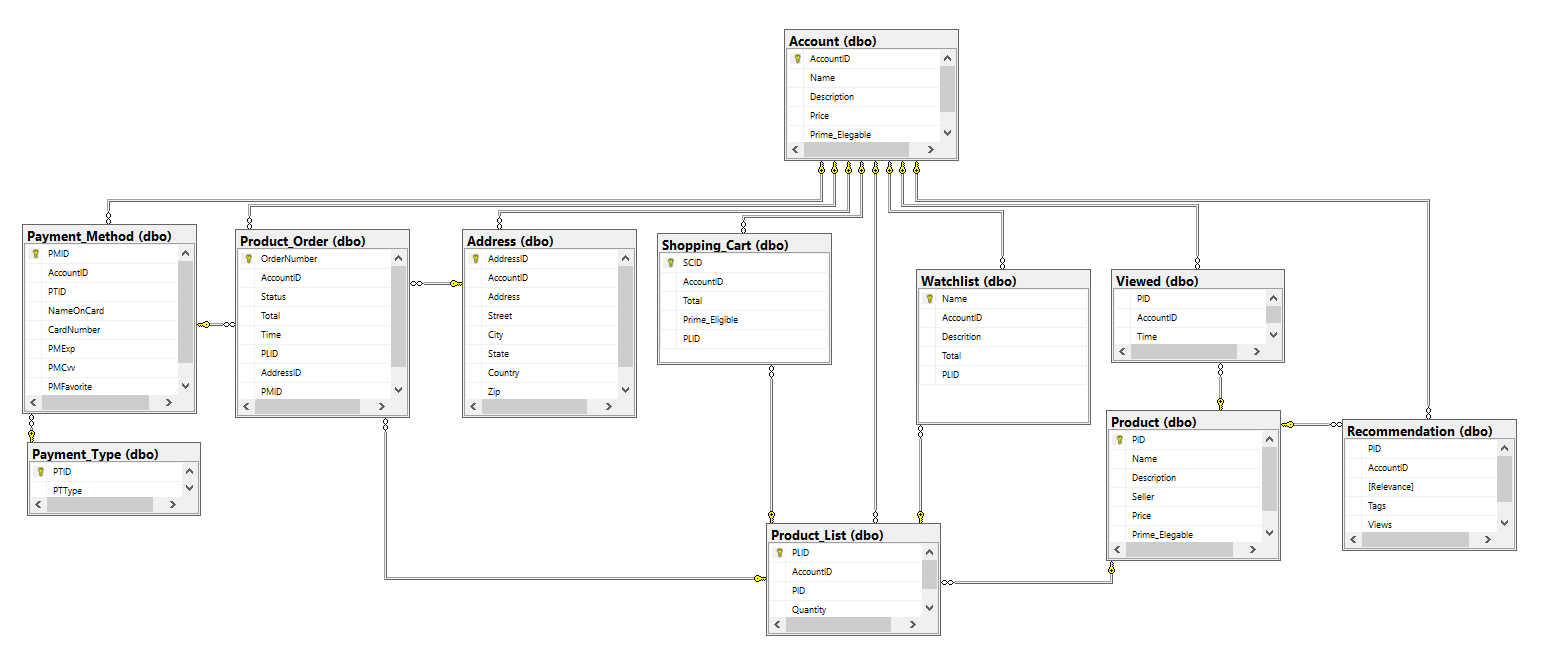 Account (dbo)
AccountID
Name
Description
Price
Prime_Elegable
Payment_Method (dbo)
PMID
AccountID
PTID
NameOnCard
CardNumber
PMExp
PMCvv
PMFavorite
Product_Order (dbo)
OrderNumber
AccountID
Status
Total
Time
PLID
AddressID
PMID
Address (dbo)
AddressID
AccountID
Address
Street
City
State
Country
Zip
Shopping_Cart (dbo)
SCID
AccountID
Total
Prime_Eligible
PLID
Watchlist (dbo)
Name
AccountID
Descrition
Total
PLID
Viewed (dbo)
PID
AccountID
Time
Payment_Type (dbo)
PTID
PTType
Product (dbo)
PID
Name
Description
Seller
Price
Prime_Elegable
Recommendation (dbo)
PID
AccountID
[Relevance]
Tags
Views
Product_List (dbo)
PLID
AccountID
PID
Quantity